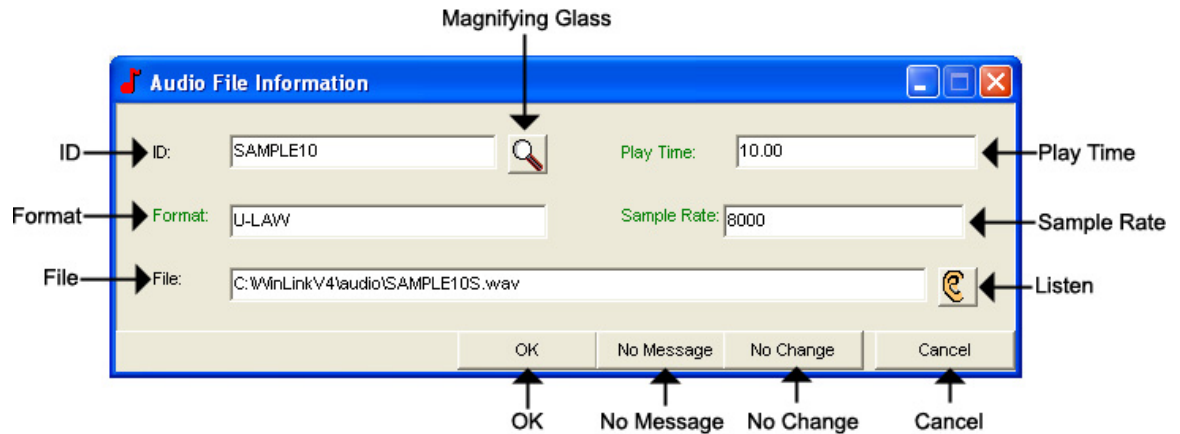 Magnifying Glass
Audio File Information
ID ID: SAMPLE10 Play Time: 10.00 Play Time
Format Format: U-LAW Sample Rate: 8000 Sample Rate
File File: C:\WinLinkV4\audio\SAMPLE10S.wav Listen
OK No Message No Change Cancel
OK No Message No Change Cancel